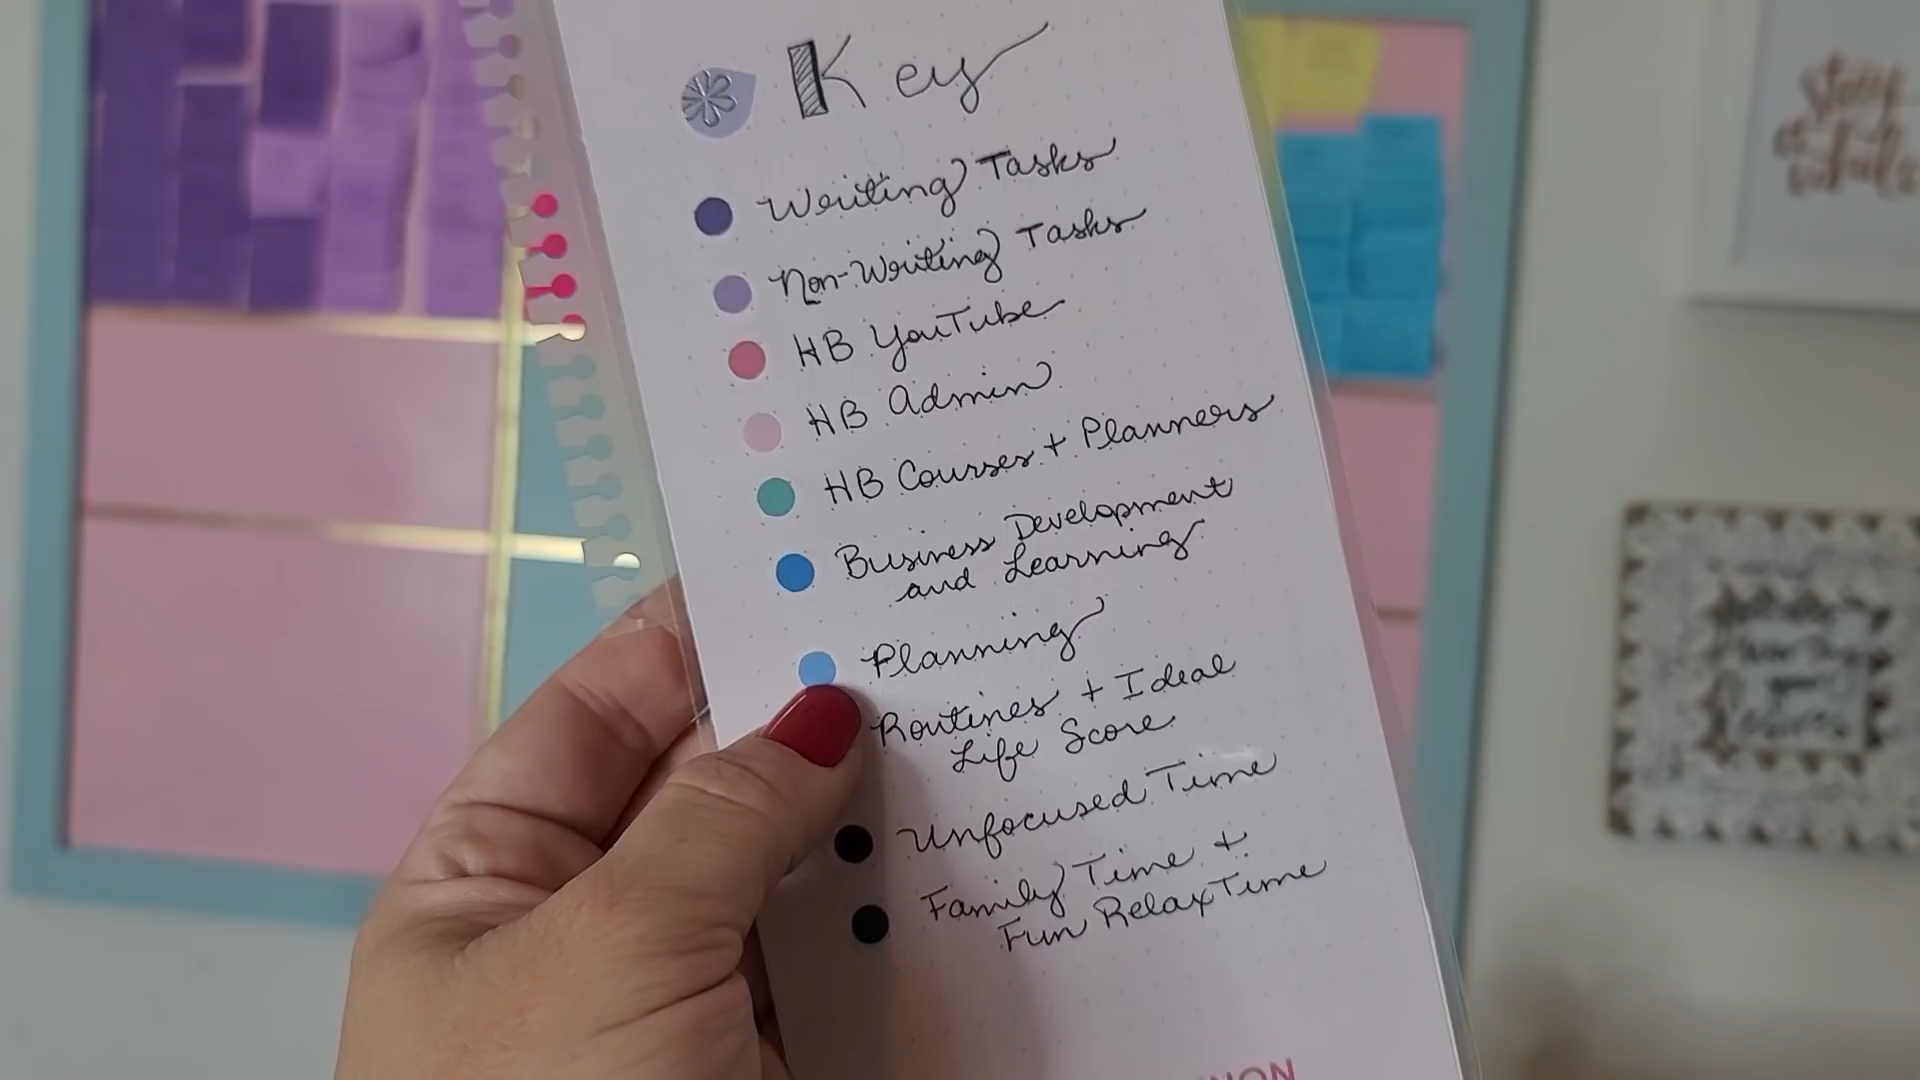 Key
Writing Tasks
Non-Writing Tasks
HB YouTube
HB Admin
HB Courses + Planners
Business Development
and Learning
Planning
Routines + Ideal
Life Score
Unfocused Time
Family Time +
Fun Relax Time